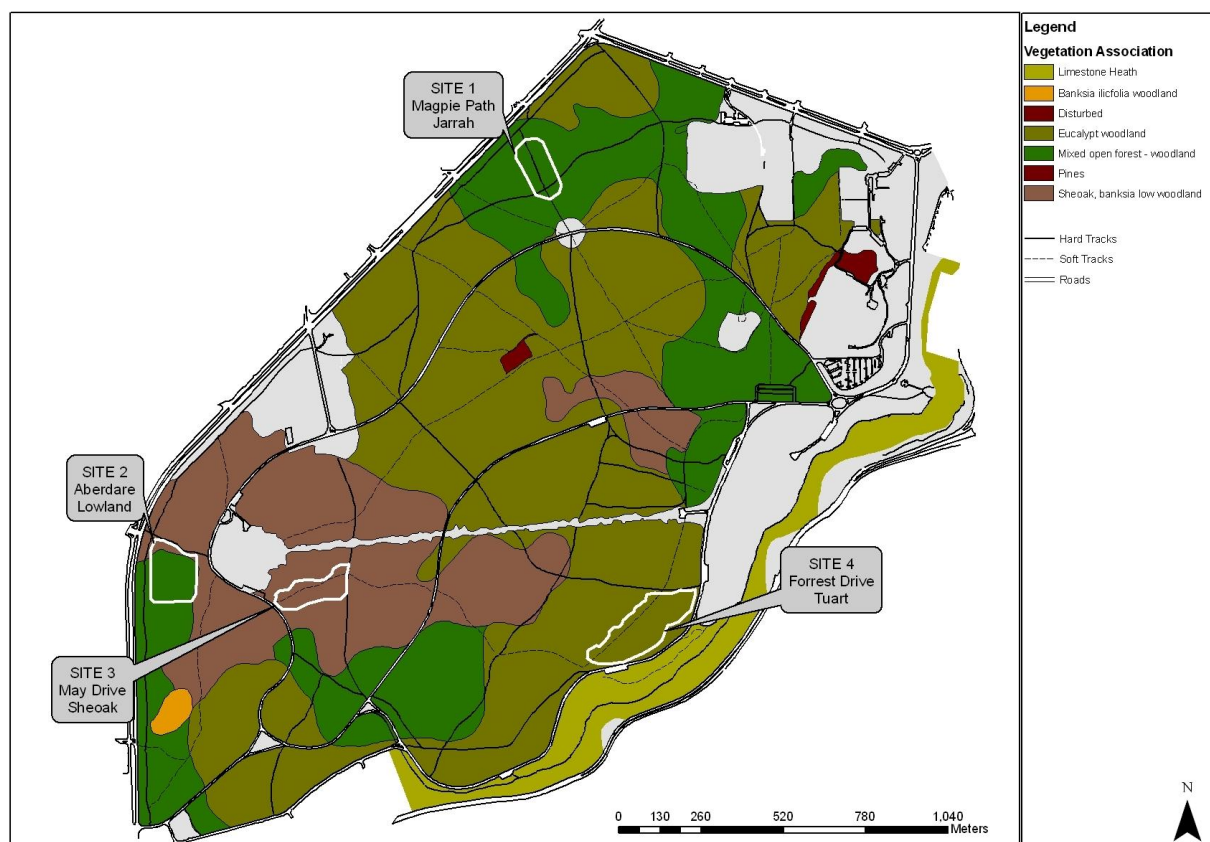 SITE 1
Magpie Path
Jarrah
SITE 2
Aberdare
Lowland
SITE 3
May Drive
Sheoak
SITE 4
Forrest Drive
Tuart
Legend
Vegetation Association
Limestone Heath
Banksia ilicfolia woodland
Disturbed
Eucalypt woodland
Mixed open forest - woodland
Pines
Sheoak, banksia low woodland
Hard Tracks
Soft Tracks
Roads
0 130 260 520 780 1,040
Meters
N